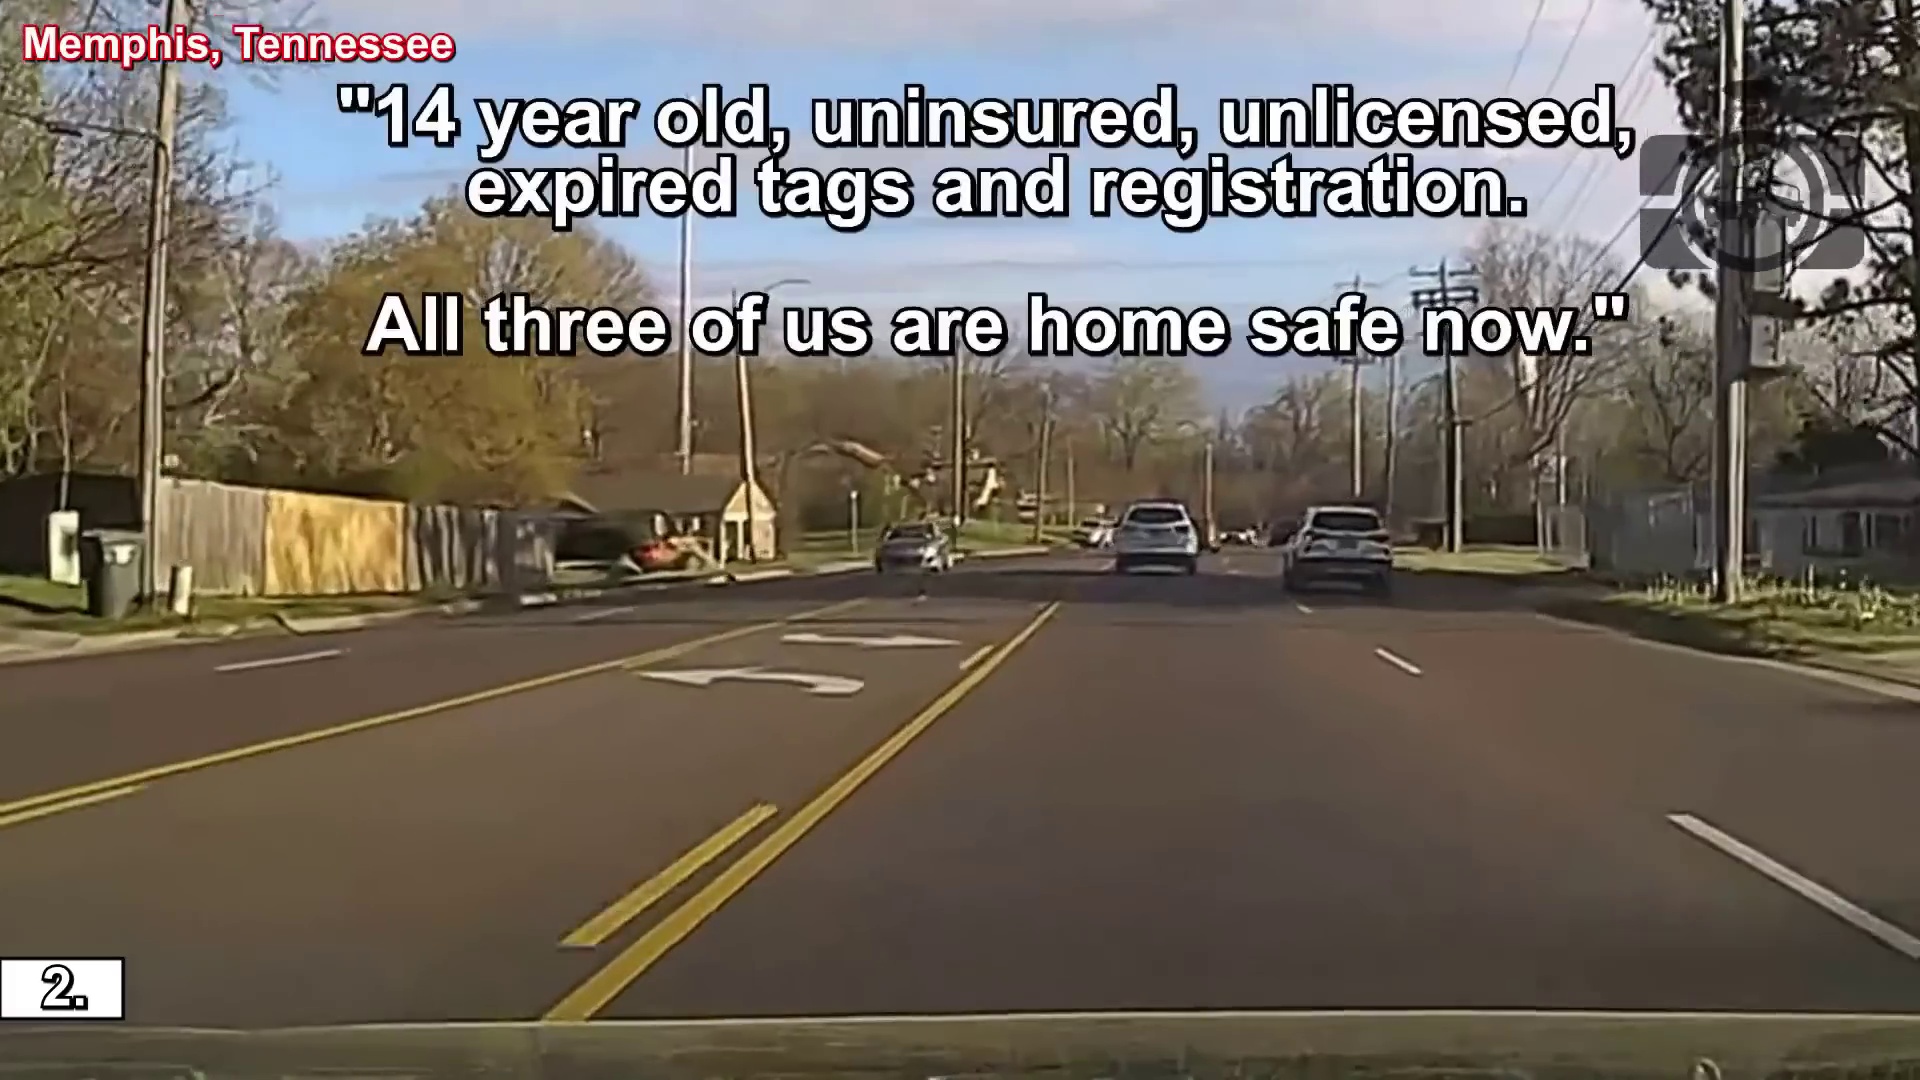 Memphis, Tennessee
"14 year old, uninsured, unlicensed,
expired tags and registration.
All three of us are home safe now."
2.